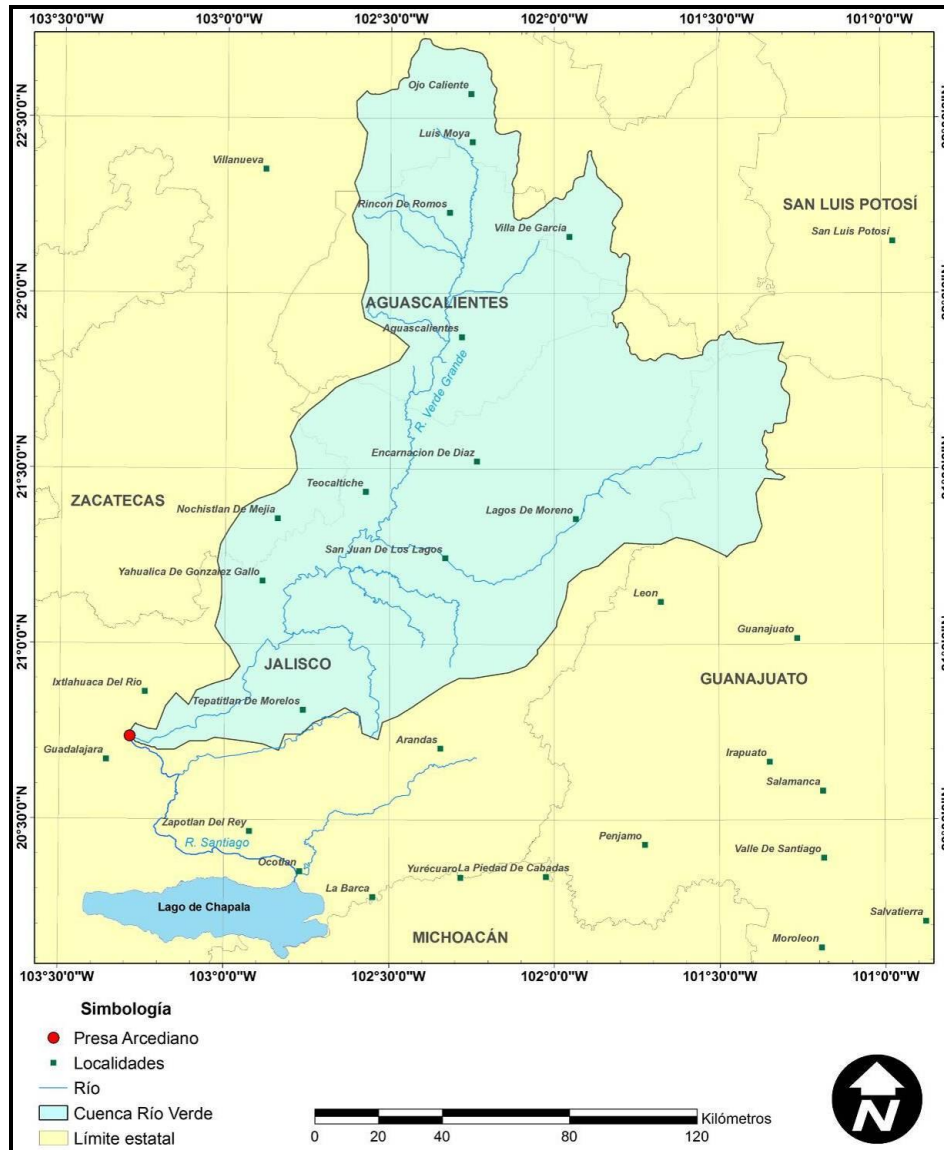 103°30'0"W 103°0'0"W 102°30'0"W 102°0'0"W 101°30'0"W 101°0'0"W
Ojo Caliente
22°30'0"N
Luis Moya
Villanueva
Rincon De Romos
SAN LUIS POTOSÍ
Villa De García
San Luis Potosi
22°0'0"N
AGUASCALIENTES
Aguascalientes
R. Verde Grande
Encarnacion De Diaz
21°30'0"N
Teocaltiche
ZACATECAS
Nochistlan De Mejia
Lagos De Moreno
San Juan De Los Lagos
Yahualica De Gonzalez Gallo
Leon
Guanajuato
21°0'0"N
JALISCO
GUANAJUATO
Ixtlahuaca Del Rio
Tepatitlan De Morelos
Guadalajara
Arandas
Irapuato
Salamanca
20°30'0"N
Zapotlan Del Rey
R. Santiago
Penjamo
Valle De Santiago
Ocotlan
Yurécuaro
La Piedad De Cabadas
La Barca
Lago de Chapala
Salvatierra
MICHOACÁN
Moroleon
103°30'0"W 103°0'0"W 102°30'0"W 102°0'0"W 101°30'0"W 101°0'0"W
Simbología
Presa Arcediano
Localidades
Río
Cuenca Río Verde
Límite estatal
Kilómetros
0 20 40 80 120
N